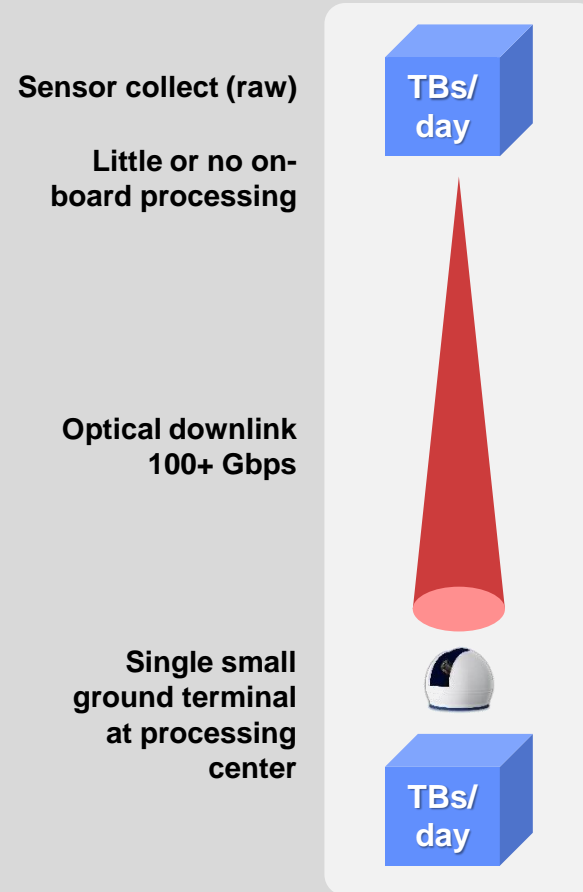 Sensor collect (raw)
TBs/
day
Little or no on-
board processing
Optical downlink
100+ Gbps
Single small
ground terminal
at processing
center
TBs/
day